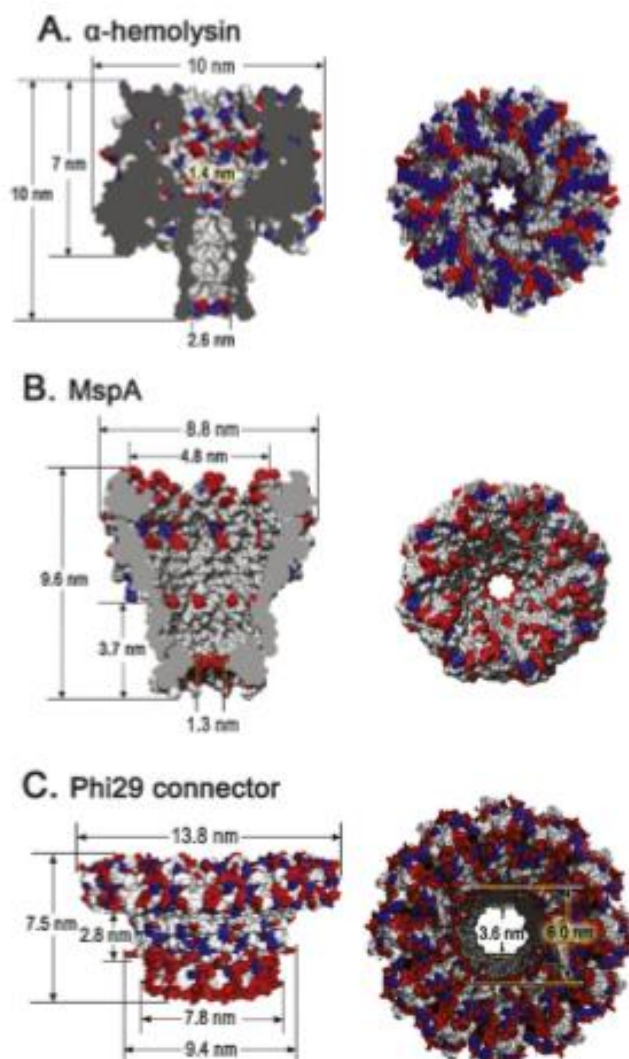 A. α-hemolysin
10 nm
7 nm
10 nm
1.4 nm
2.6 nm
B. MspA
8.8 nm
4.8 nm
9.6 nm
3.7 nm
1.3 nm
C. Phi29 connector
13.8 nm
7.5 nm
2.8 nm
3.6 nm
6.0 nm
7.8 nm
9.4 nm